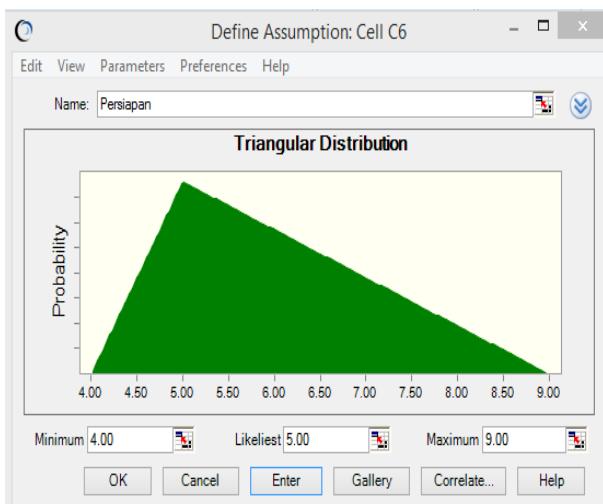 Define Assumption: Cell C6
Edit View Parameters Preferences Help
Name: Persiapan
Triangular Distribution
Probability
4.00 4.50 5.00 5.50 6.00 6.50 7.00 7.50 8.00 8.50 9.00
Minimum 4.00 Likeliest 5.00 Maximum 9.00
OK Cancel Enter Gallery Correlate... Help